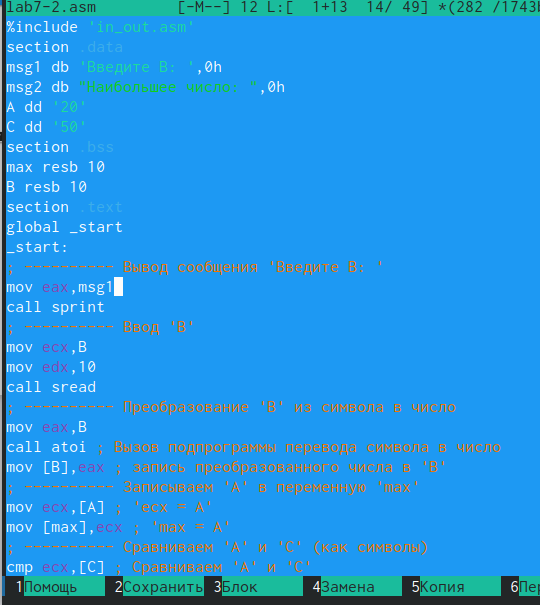 lab7-2.asm [-M--] 12 L:[ 1+13 14/ 49] *(282 /1743b
%include 'in_out.asm'
section .data
msg1 db 'Введите B: ',0h
msg2 db "Наибольшее число: ",0h
A dd '20'
C dd '50'
section .bss
max resb 10
B resb 10
section .text
global _start
_start:
; ---------- Вывод сообщения 'Введите B: '
mov eax,msg1
call sprint
; ---------- Ввод 'B'
mov ecx,B
mov edx,10
call sread
; ---------- Преобразование 'B' из символа в число
mov eax,B
call atoi ; Вызов подпрограммы перевода символа в число
mov [B],eax ; запись преобразованного числа в 'B'
; ---------- Записываем 'A' в переменную 'max'
mov ecx,[A] ; 'ecx = A'
mov [max],ecx ; 'max = A'
; ---------- Сравниваем 'A' и 'С' (как символы)
cmp ecx,[C] ; Сравниваем 'A' и 'С'
1Помощь 2Сохранить 3Блок 4Замена 5Копия 6Пер